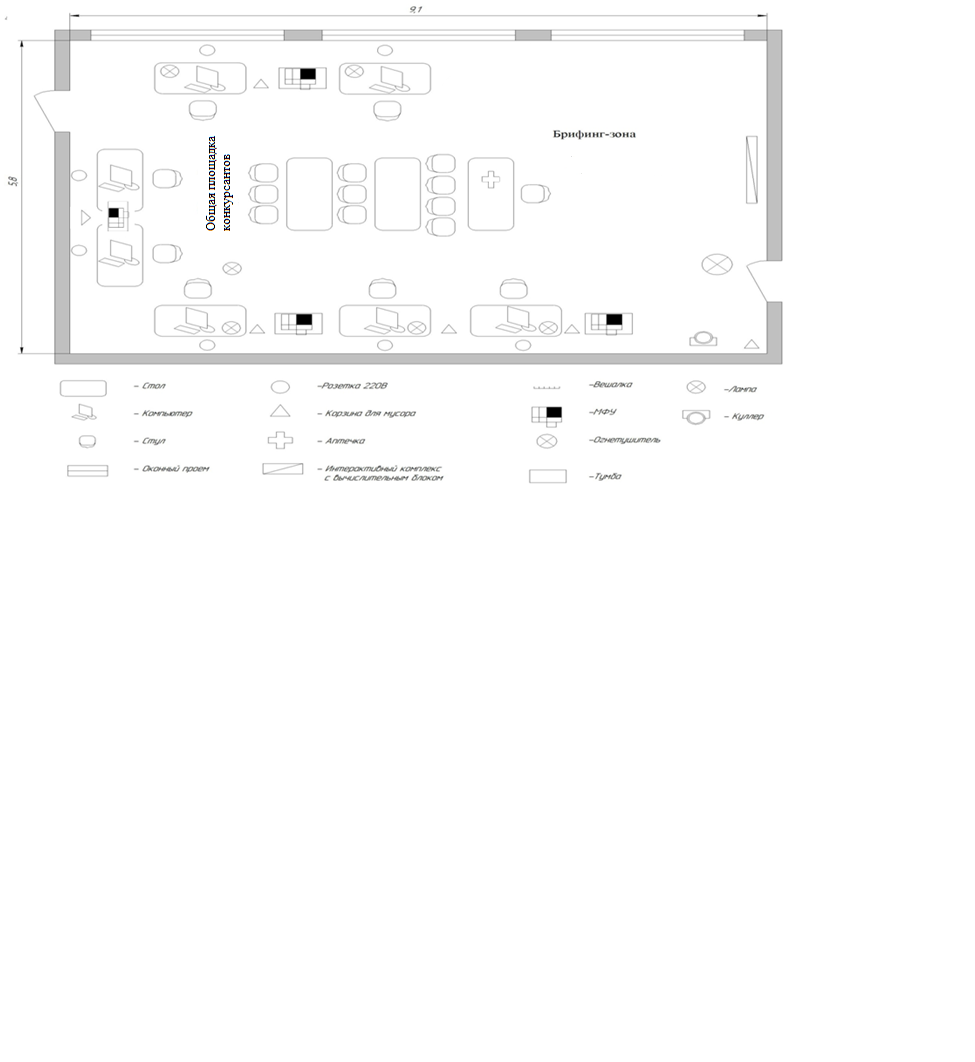 9,1
5,8
Брифинг-зона
Общая площадка
конкурсантов
- Стол
-Розетка 220В
-Вешалка
-Лампа
- Компьютер
- Корзина для мусора
-МФУ
- Куллер
- Стул
- Аптечка
-Огнетушитель
- Оконный проем
- Интерактивный комплекс
с вычислительным блоком
-Тумба